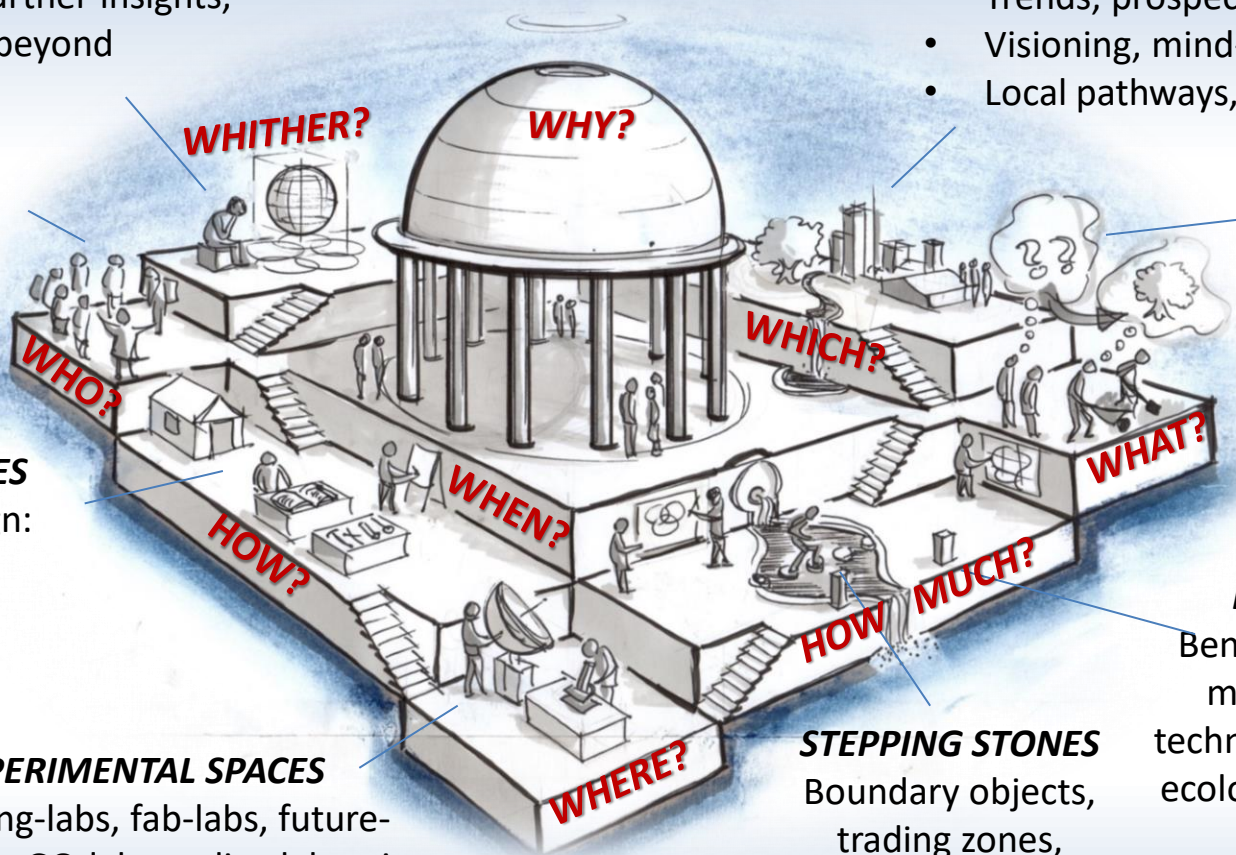 further insights,
beyond
Trends,
• Visioning, mind-
• Local pathways,
WHITHER?
WHY?
WHICH?
? ?
WHO?
WHAT?
WHEN?
ES
rn:
HOW?
HOW MUCH?
WHERE?
STEPPING STONES
Boundary objects,
trading zones,
PERIMENTAL SPACES
ng-labs, fab-labs, future-
Ben
m
techn
ecolo